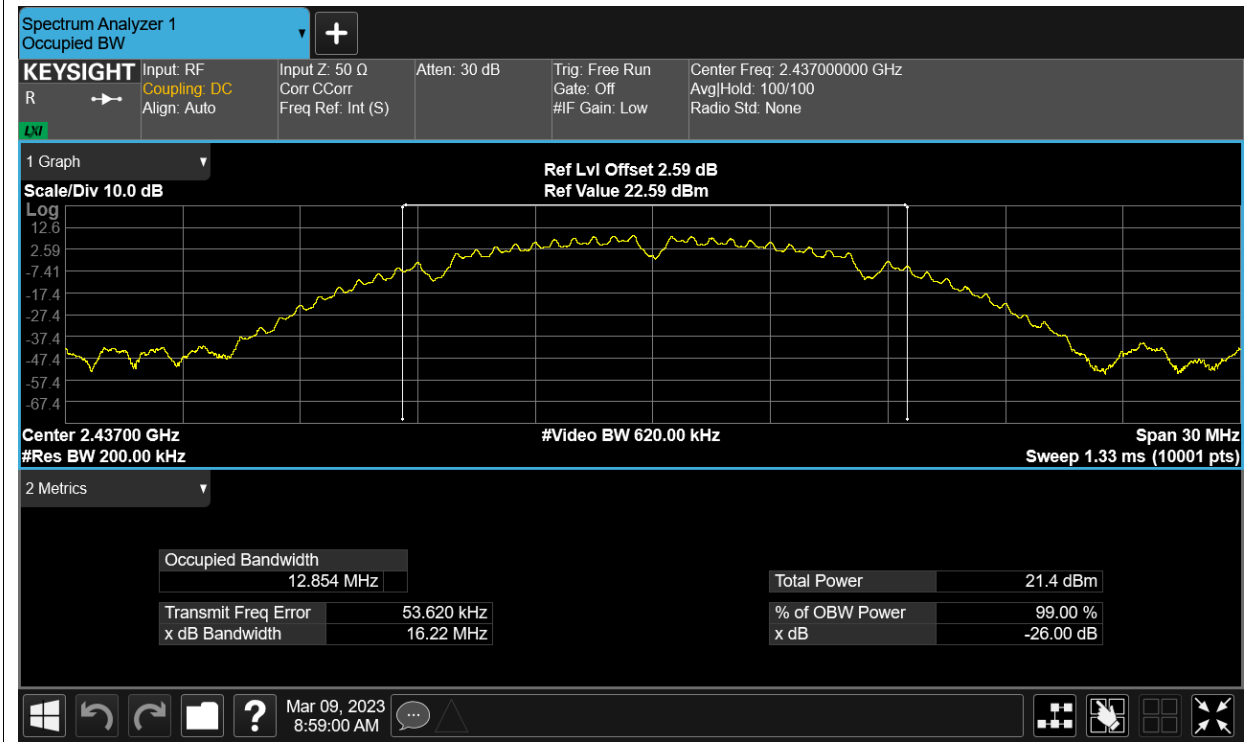 Spectrum Analyzer 1
Occupied BW
KEYSIGHT
R
LXI
Input: RF
Coupling: DC
Align: Auto
Input Z: 50 Ω
Corr CCorr
Freq Ref: Int (S)
Atten: 30 dB
Trig: Free Run
Gate: Off
#IF Gain: Low
Center Freq: 2.437000000 GHz
Avg|Hold: 100/100
Radio Std: None
1 Graph
Scale/Div 10.0 dB
Ref Lvl Offset 2.59 dB
Ref Value 22.59 dBm
Log
12.6
2.59
-7.41
-17.4
-27.4
-37.4
-47.4
-57.4
-67.4
Center 2.43700 GHz
#Video BW 620.00 kHz
Span 30 MHz
#Res BW 200.00 kHz
Sweep 1.33 ms (10001 pts)
2 Metrics
Occupied Bandwidth
12.854 MHz
Total Power 21.4 dBm
Transmit Freq Error 53.620 kHz
% of OBW Power 99.00 %
x dB Bandwidth 16.22 MHz
x dB -26.00 dB
?
Mar 09, 2023
8:59:00 AM